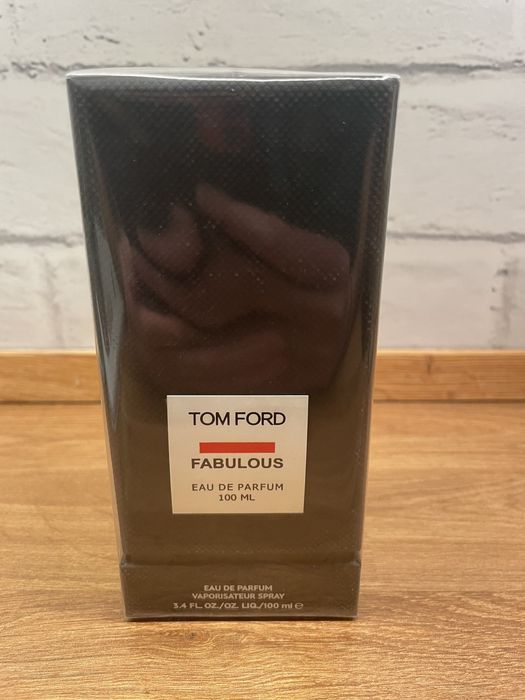 TOM FORD
FABULOUS
EAU DE PARFUM
100 ML
EAU DE PARFUM
VAPORISATEUR SPRAY
3.4 FL. OZ./OZ. LIQ./100 ml ℮